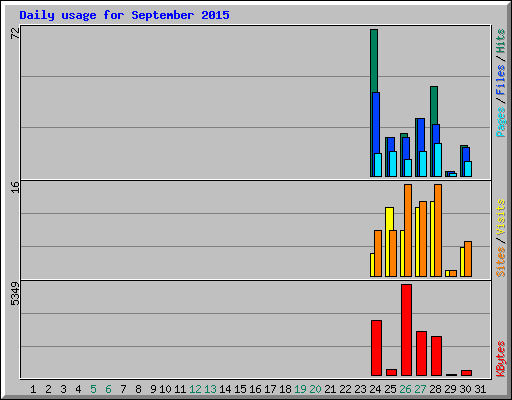 Daily usage for September 2015
72
Pages / Files / Hits
16
Sites / Visits
5349
KBytes
1 2 3 4 5 6 7 8 9 10 11 12 13 14 15 16 17 18 19 20 21 22 23 24 25 26 27 28 29 30 31